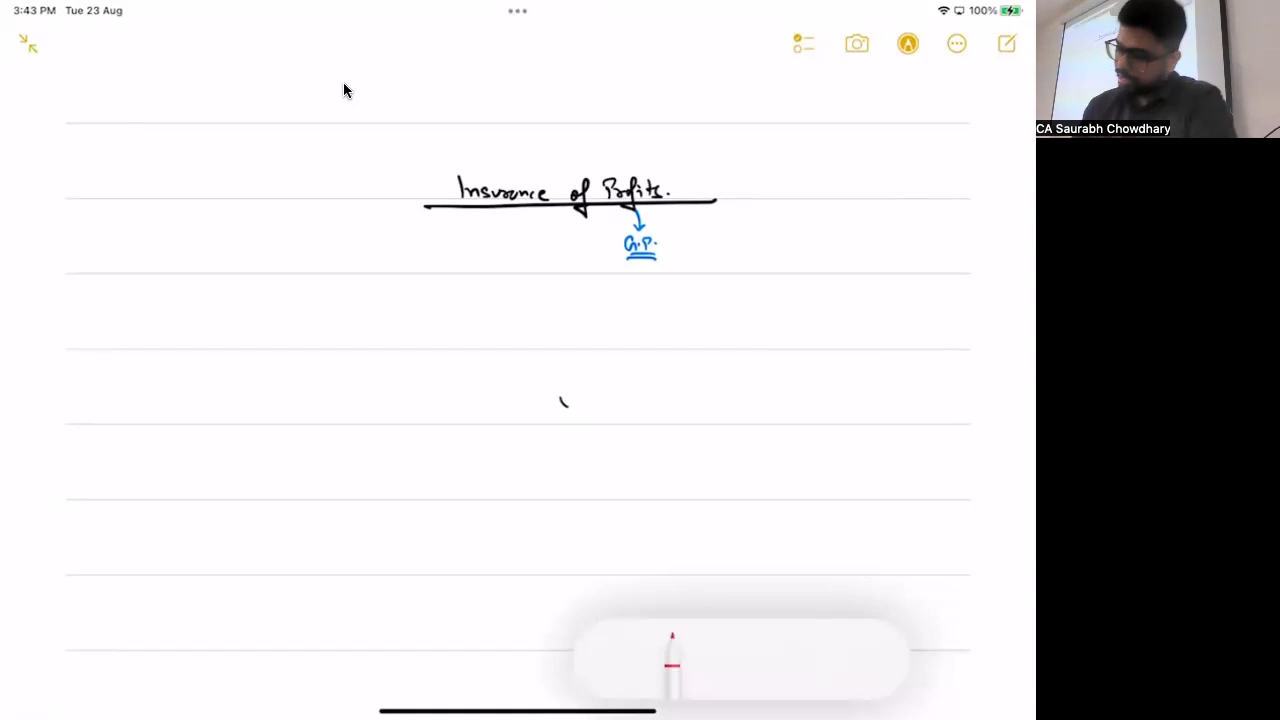 3:43 PM Tue 23 Aug
100%
CA Saurabh Chowdhary
Insurance of Profits.
G.P.